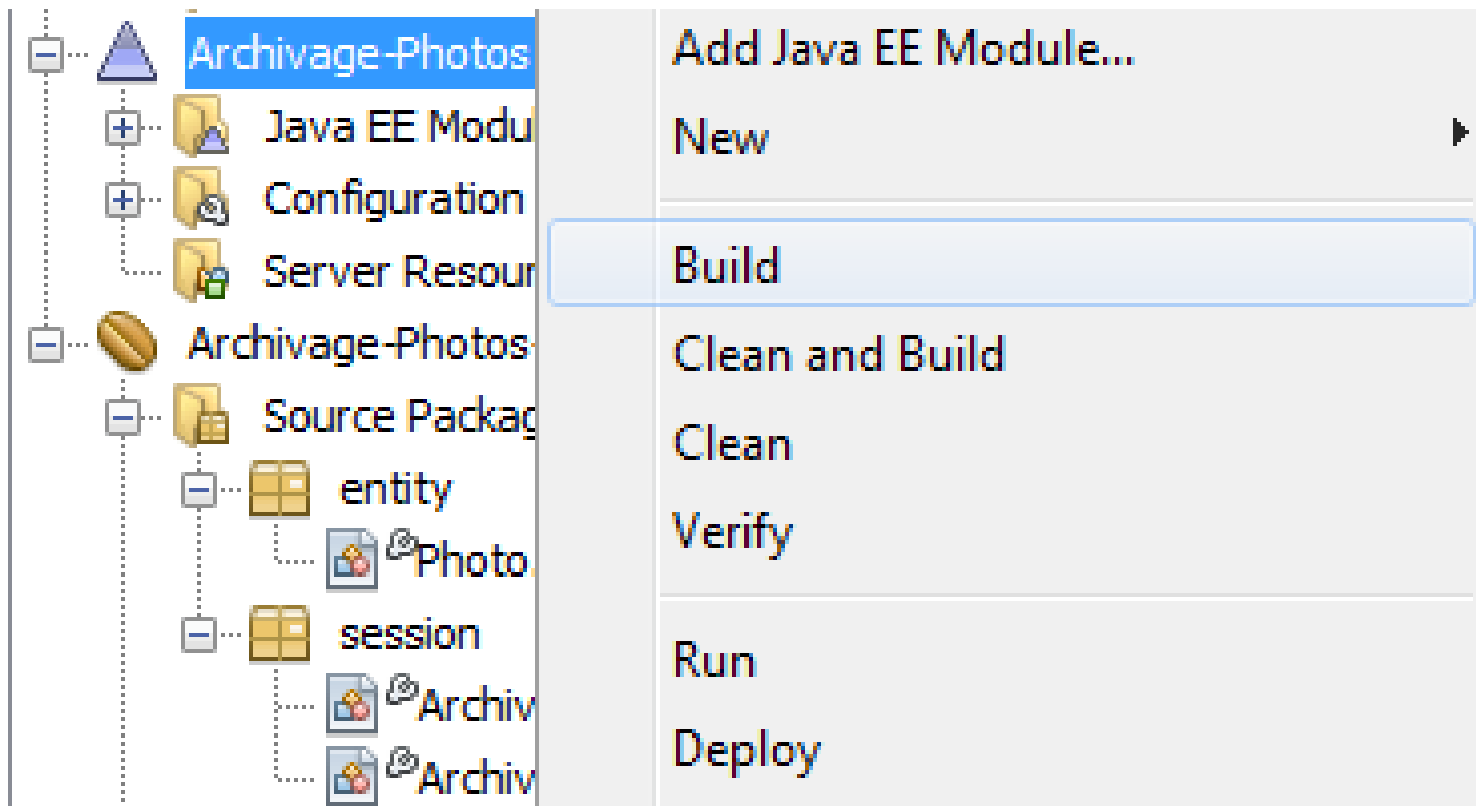 Archivage-Photos
Java EE Modul
Configuration
Server Resour
Archivage-Photos-
Source Packag
entity
Photo.
session
Archiv
Archiv
Add Java EE Module...
New
Build
Clean and Build
Clean
Verify
Run
Deploy